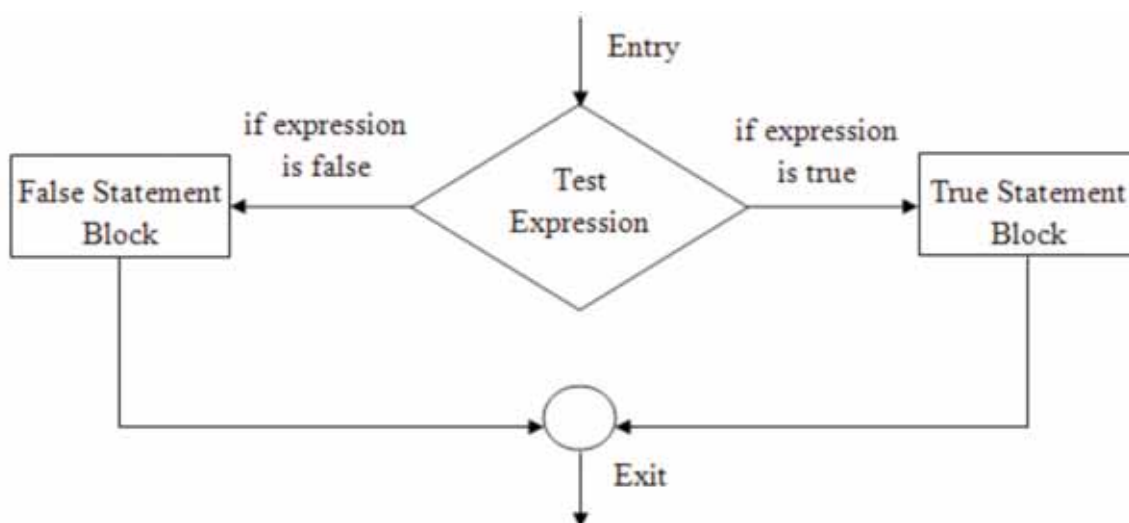 Entry
if expression
is false
if expression
is true
False Statement
Block
Test
Expression
True Statement
Block
Exit